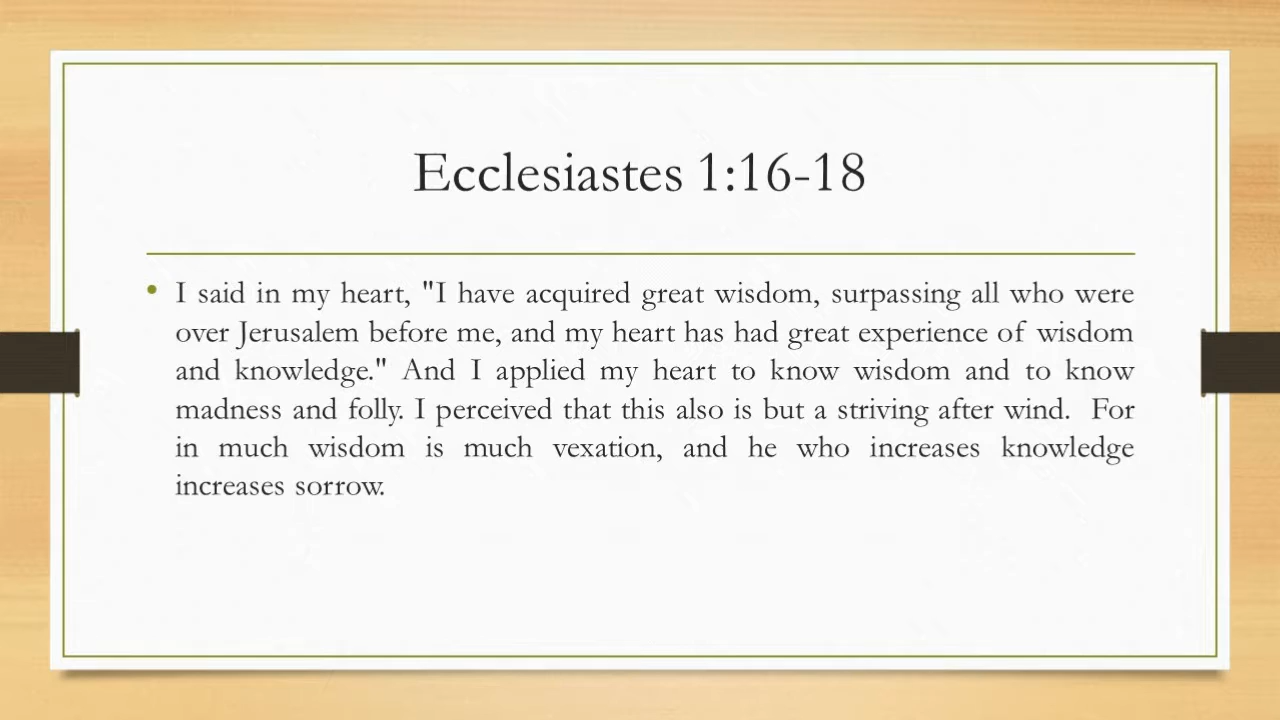 Ecclesiastes 1:16-18
• I said in my heart, "I have acquired great wisdom, surpassing all who were
over Jerusalem before me, and my heart has had great experience of wisdom
and knowledge." And I applied my heart to know wisdom and to know
madness and folly. I perceived that this also is but a striving after wind.  For
in much wisdom is much vexation, and he who increases knowledge
increases sorrow.